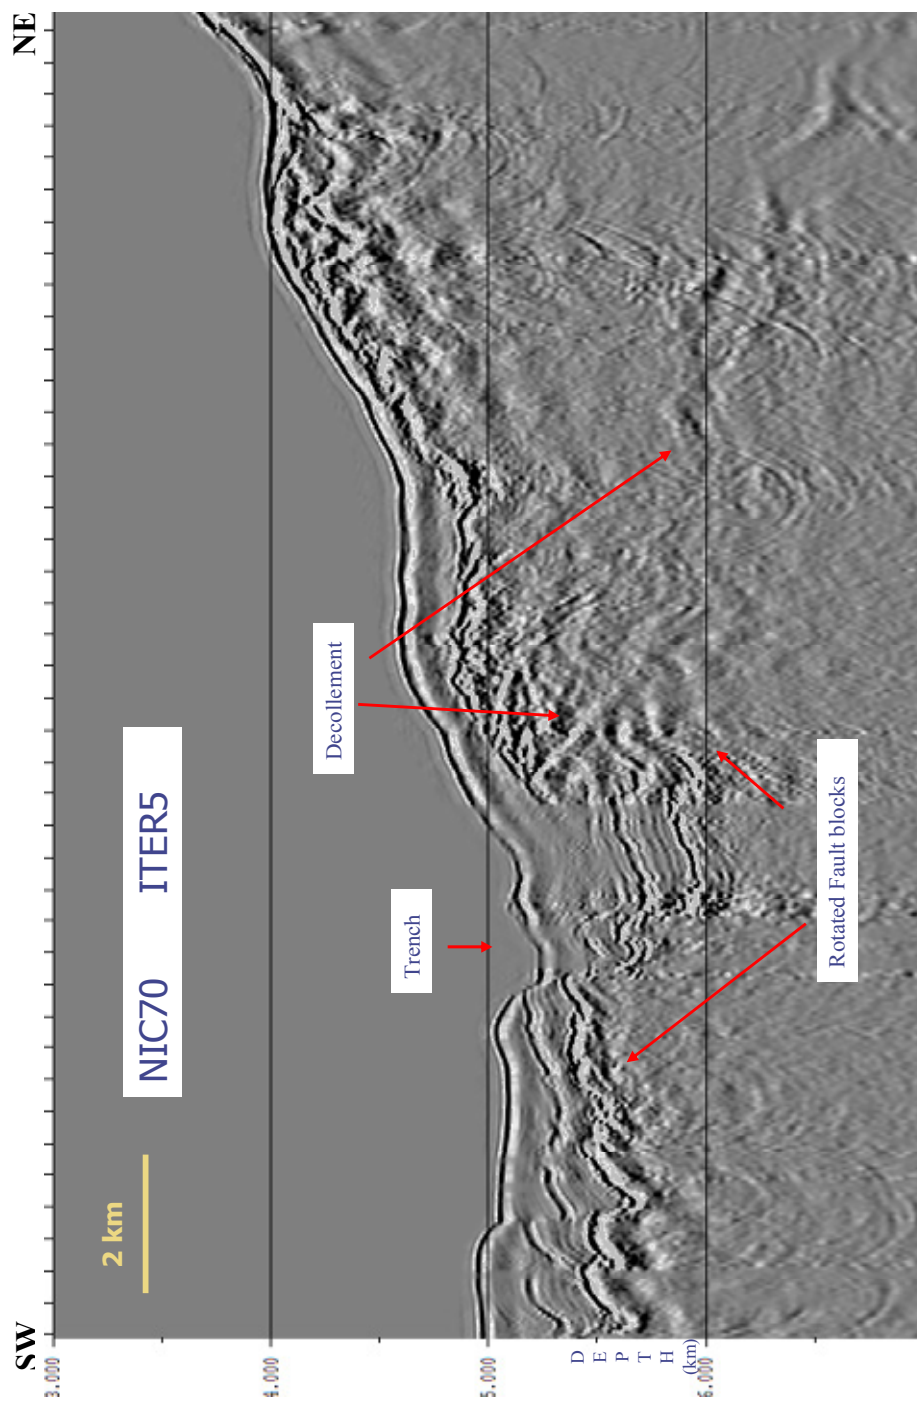 SW
NE
3.000
2 km
NIC70 ITER5
4.000
Decollement
Trench
5.000
D
E
P
T
H
(km)
6.000
Rotated Fault blocks